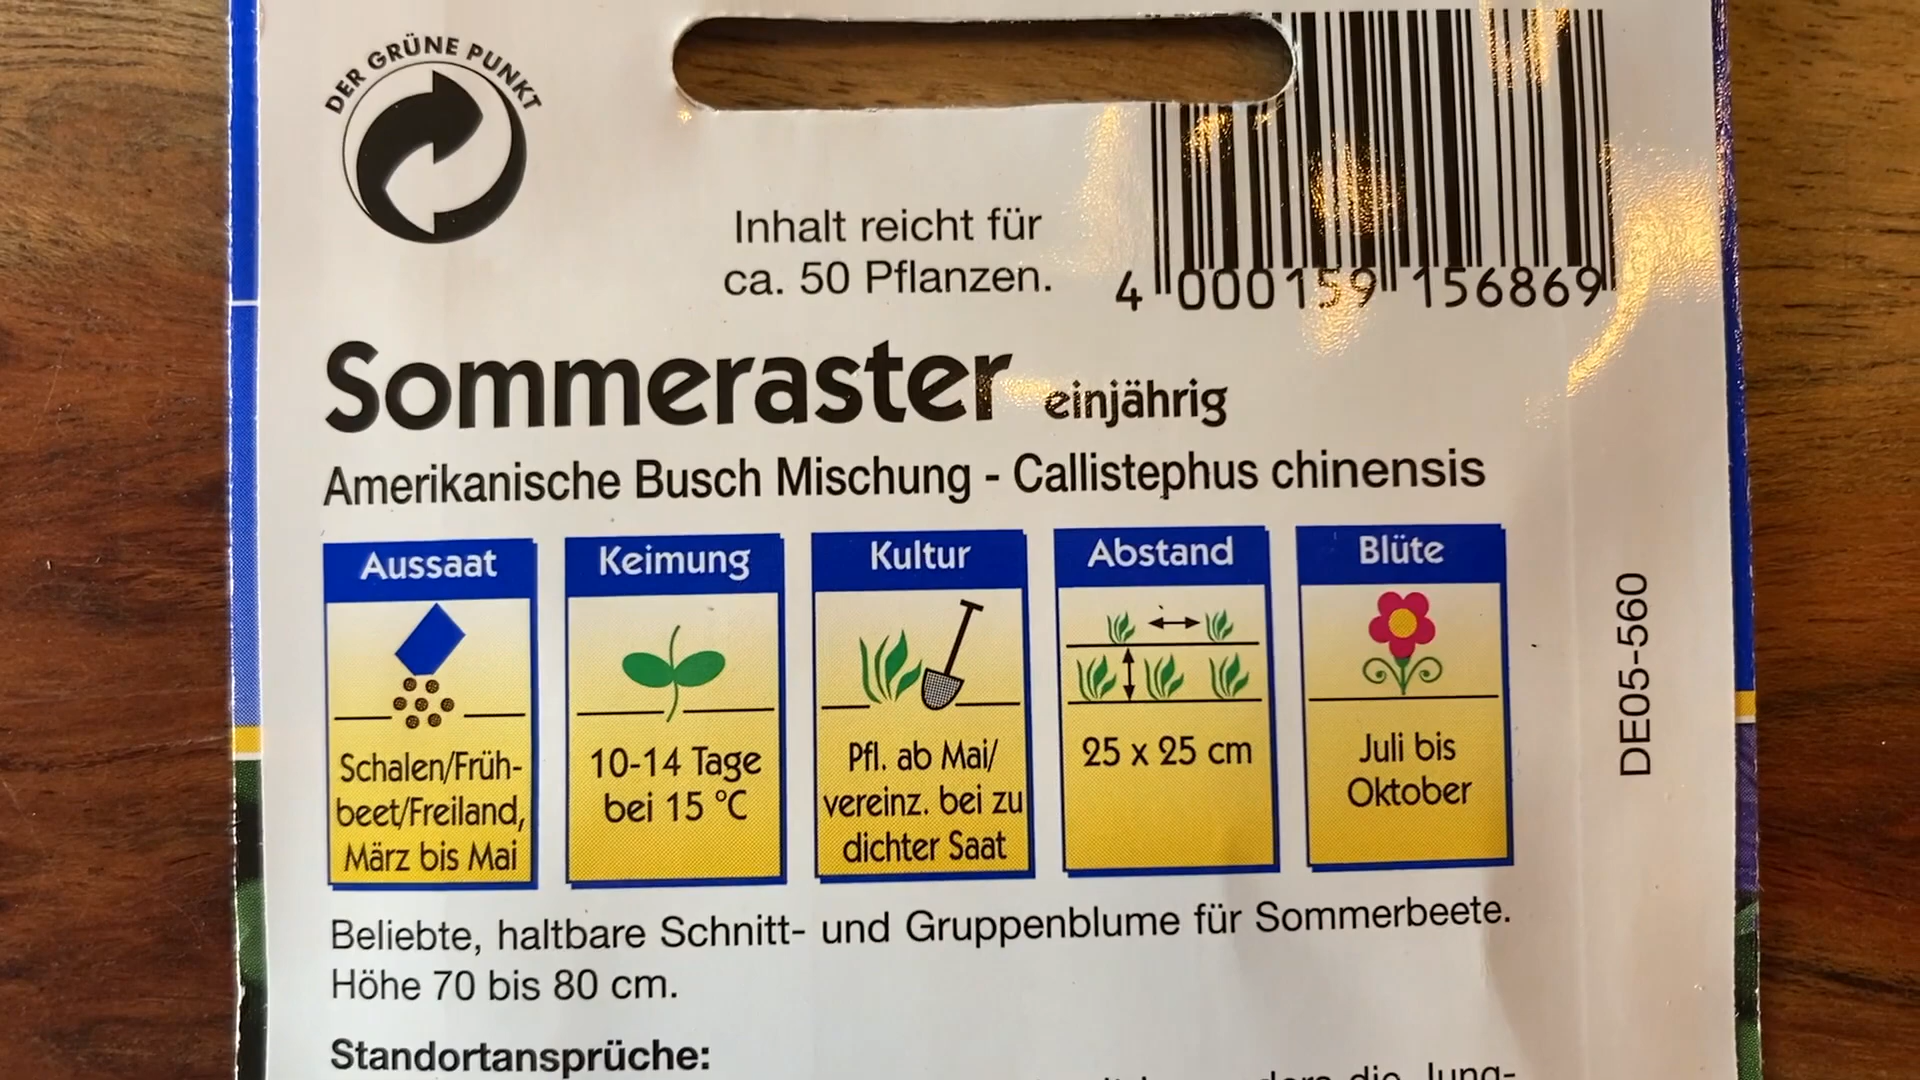 DER GRÜNE PUNKT
Inhalt reicht für
ca. 50 Pflanzen.
4 000159 156869
Sommeraster einjährig
Amerikanische Busch Mischung - Callistephus chinensis
Aussaat
Schalen/Früh-
beet/Freiland,
März bis Mai
Keimung
10-14 Tage
bei 15 °C
Kultur
Pfl. ab Mai/
vereinz. bei zu
dichter Saat
Abstand
25 x 25 cm
Blüte
Juli bis
Oktober
DE05-560
Beliebte, haltbare Schnitt- und Gruppenblume für Sommerbeete.
Höhe 70 bis 80 cm.
Standortansprüche:
die Jung-